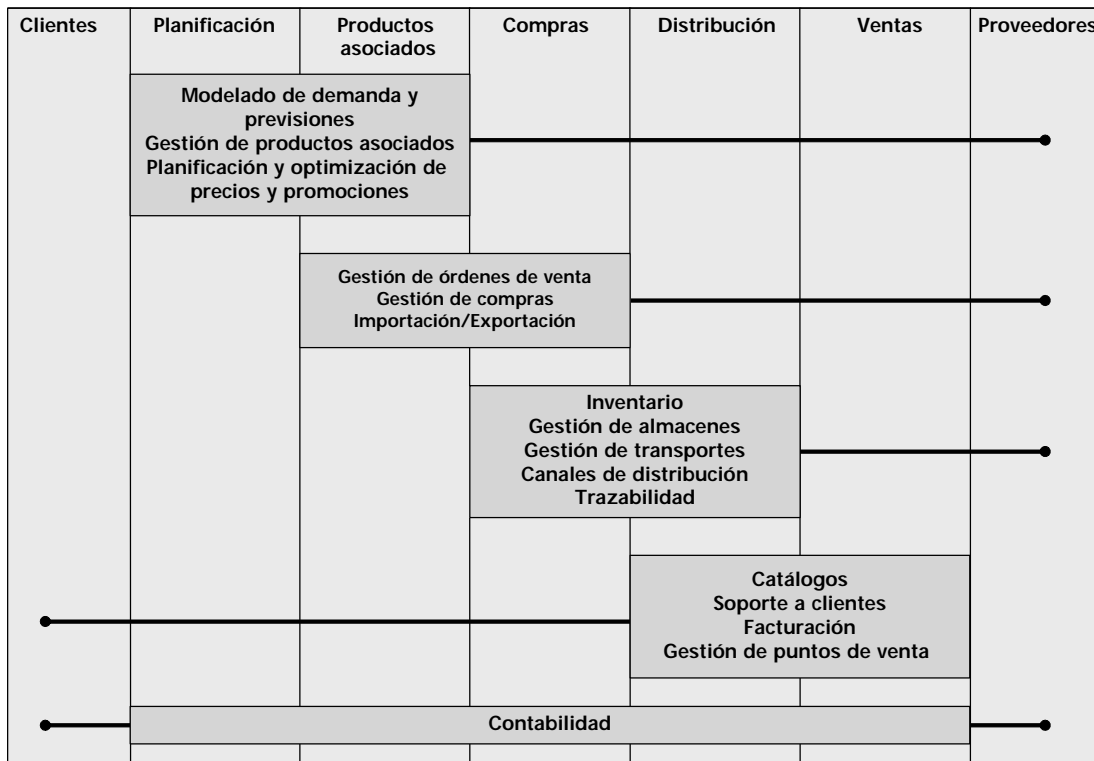 Clientes
Planificación
Productos
asociados
Compras
Distribución
Ventas
Proveedores
Modelado de demanda y
previsiones
Gestión de productos asociados
Planificación y optimización de
precios y promociones
Gestión de órdenes de venta
Gestión de compras
Importación/Exportación
Inventario
Gestión de almacenes
Gestión de transportes
Canales de distribución
Trazabilidad
Catálogos
Soporte a clientes
Facturación
Gestión de puntos de venta
Contabilidad